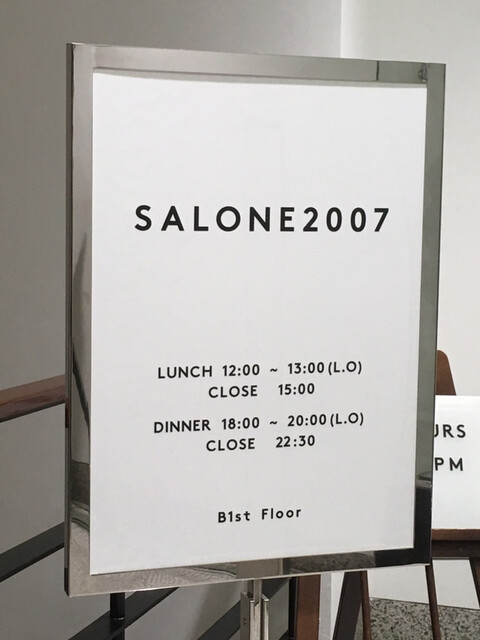 SALONE2007
LUNCH 12:00 ~ 13:00(L.O)
CLOSE 15:00
DINNER 18:00 ~ 20:00(L.O)
CLOSE 22:30
B1st Floor
PM